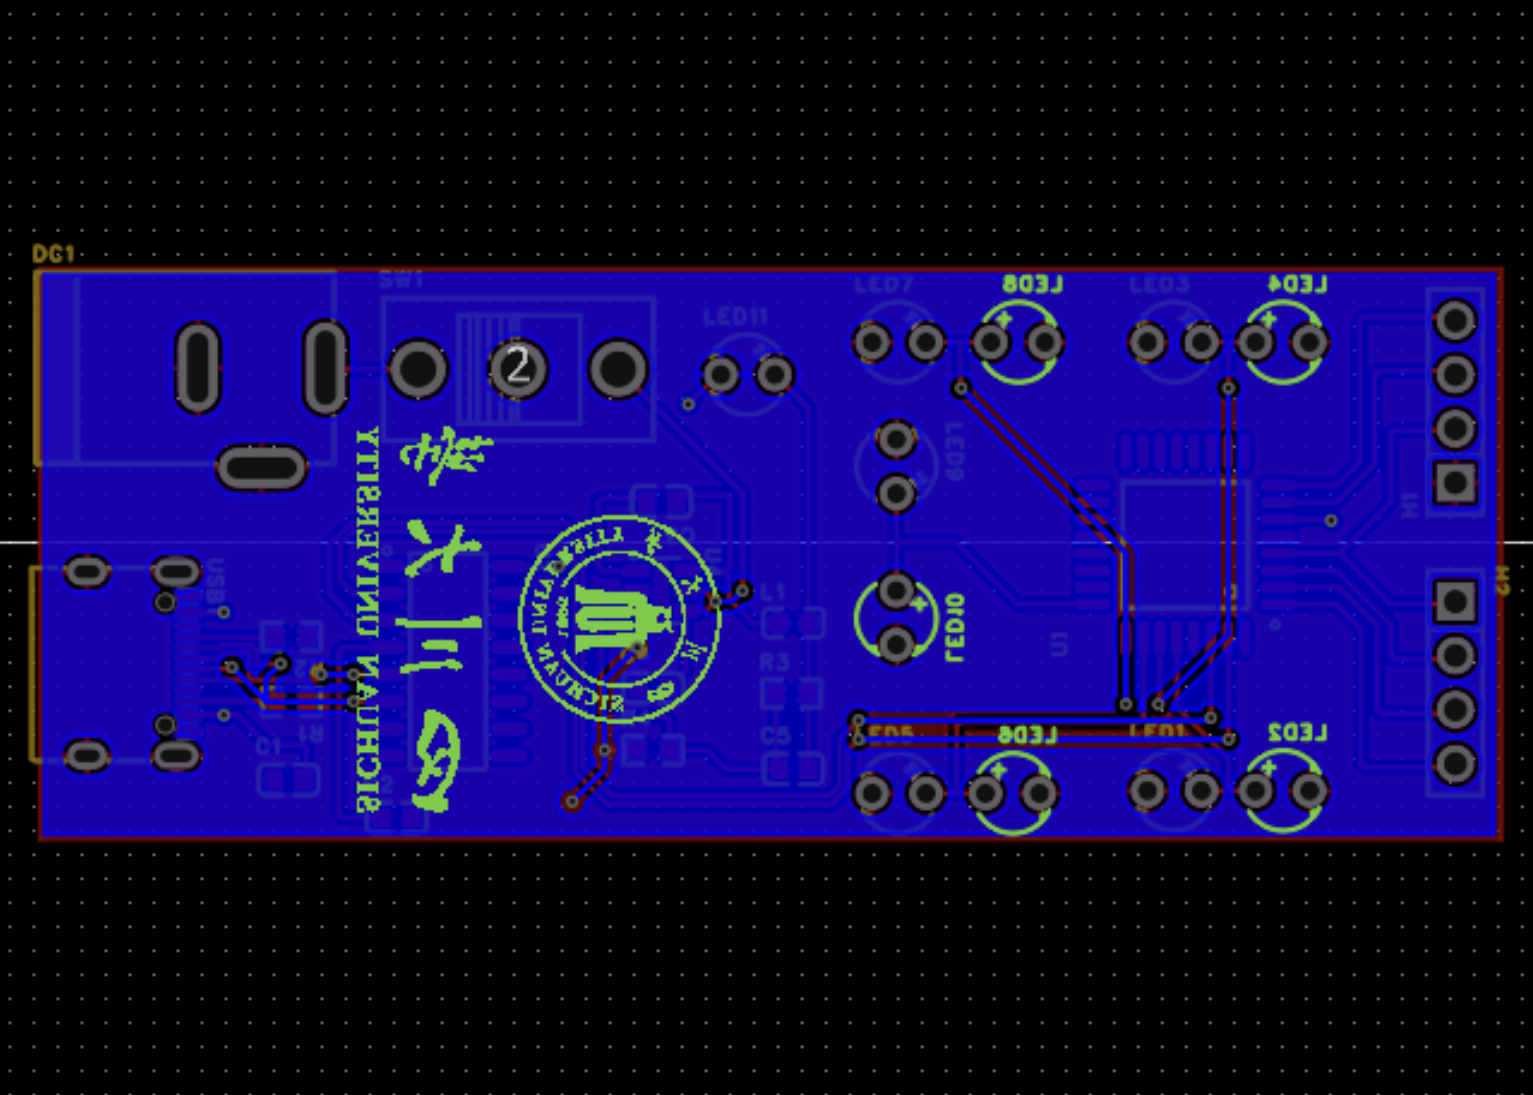 DC1
SW1
LED11
LED7
LED8
LED3
LED4
2
LED9
H1
USB
L1
H2
LED10
U1
R3
R1
C1
C5
LED5
LED6
LED1
LED2
SICHUAN UNIVERSITY
四川大學
SICHUAN UNIVERSITY